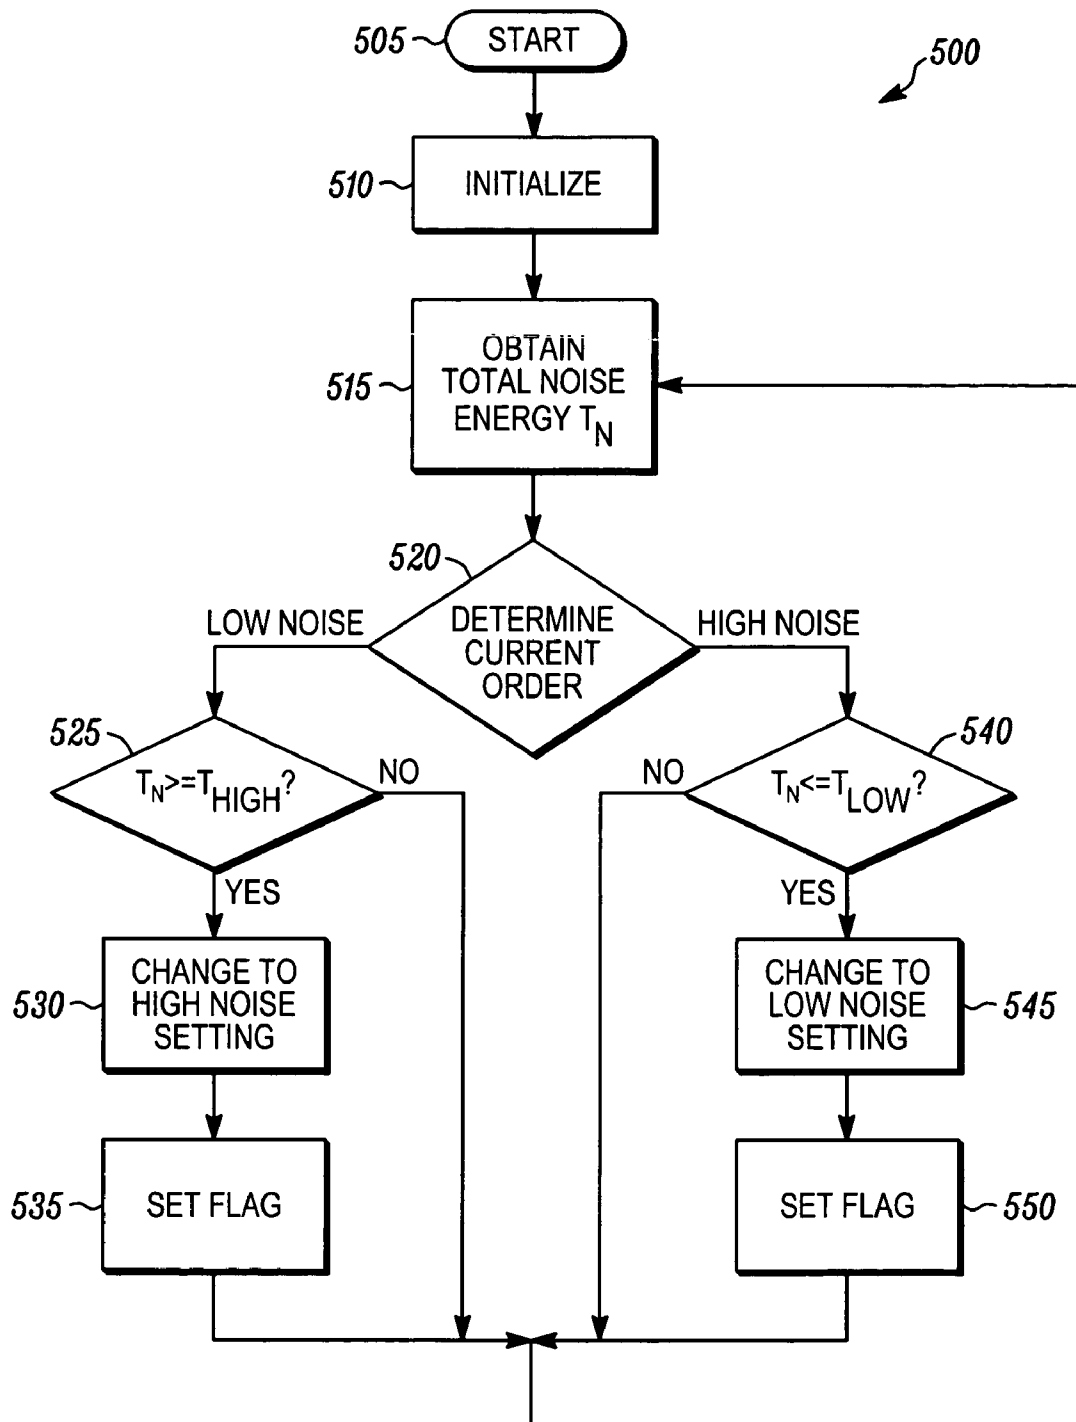 505
START
500
510
INITIALIZE
515
OBTAIN
TOTAL NOISE
ENERGY TN
520
LOW NOISE
DETERMINE
CURRENT
ORDER
HIGH NOISE
525
TN>=THIGH?
NO
YES
540
NO
TN<=TLOW?
YES
530
CHANGE TO
HIGH NOISE
SETTING
CHANGE TO
LOW NOISE
SETTING
545
535
SET FLAG
SET FLAG
550